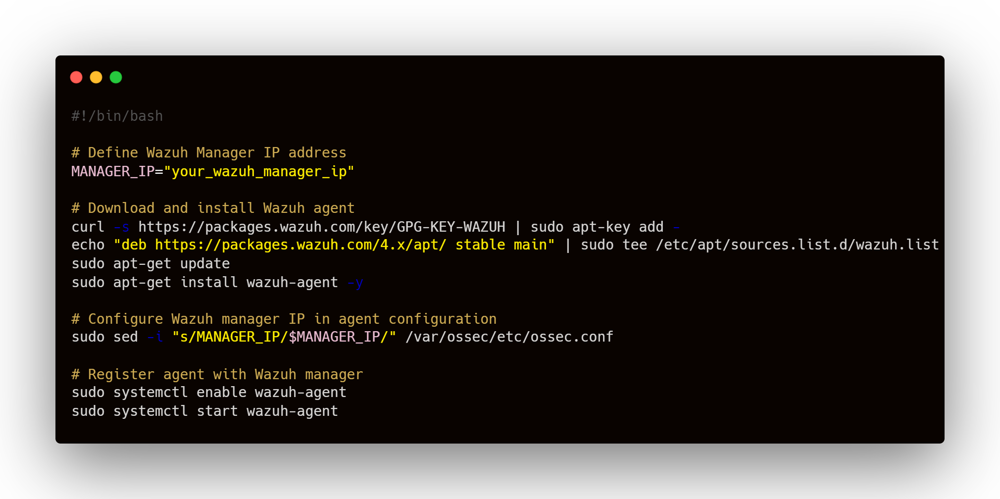 #!/bin/bash
# Define Wazuh Manager IP address
MANAGER_IP="your_wazuh_manager_ip"
# Download and install Wazuh agent
curl -s https://packages.wazuh.com/key/GPG-KEY-WAZUH | sudo apt-key add -
echo "deb https://packages.wazuh.com/4.x/apt/ stable main" | sudo tee /etc/apt/sources.list.d/wazuh.list
sudo apt-get update
sudo apt-get install wazuh-agent -y
# Configure Wazuh manager IP in agent configuration
sudo sed -i "s/MANAGER_IP/$MANAGER_IP/" /var/ossec/etc/ossec.conf
# Register agent with Wazuh manager
sudo systemctl enable wazuh-agent
sudo systemctl start wazuh-agent